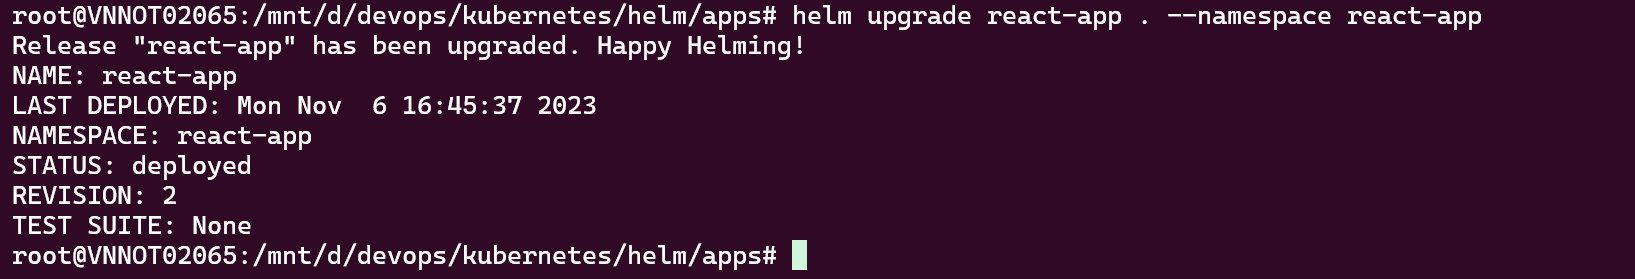 root@VNNOT02065:/mnt/d/devops/kubernetes/helm/apps# helm upgrade react-app . --namespace react-app
Release "react-app" has been upgraded. Happy Helming!
NAME: react-app
LAST DEPLOYED: Mon Nov  6 16:45:37 2023
NAMESPACE: react-app
STATUS: deployed
REVISION: 2
TEST SUITE: None
root@VNNOT02065:/mnt/d/devops/kubernetes/helm/apps#